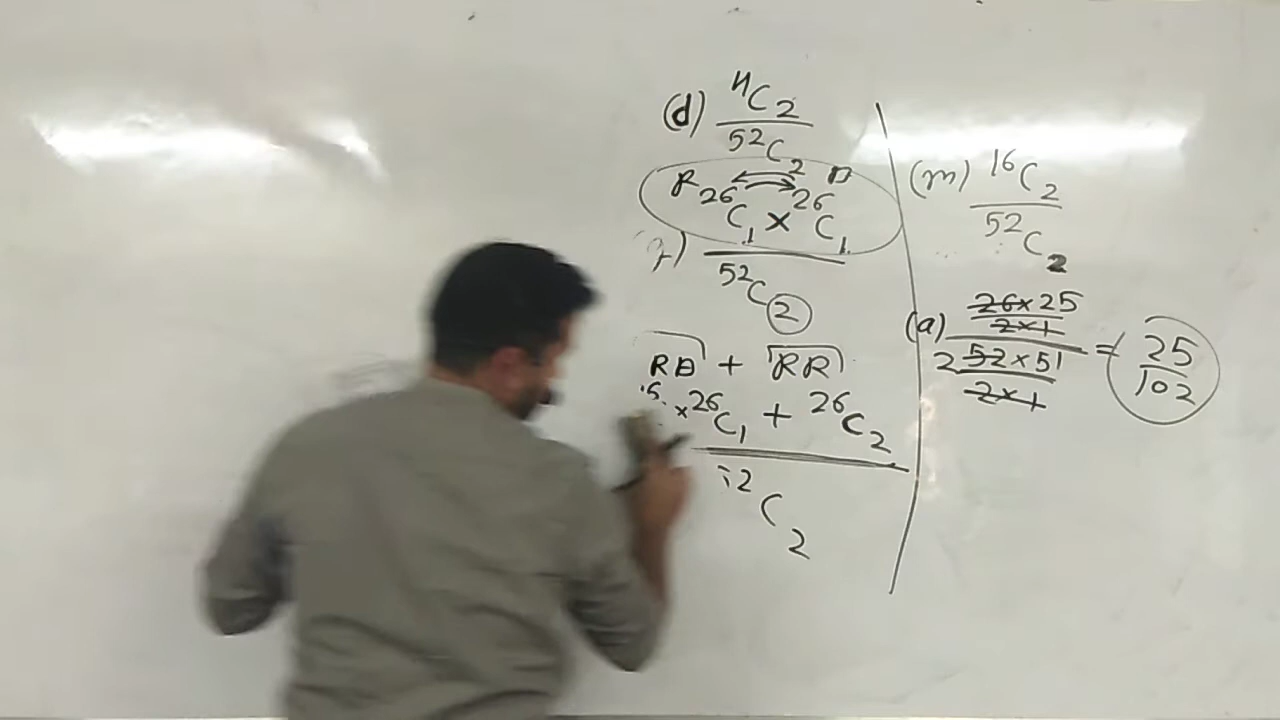 (d) ⁴C₂
⁵²C₂
R B
²⁶C₁ × ²⁶C₁
⁵²C₂
RB + RR
× ²⁶C₁ + ²⁶C₂
C₂
(m) ¹⁶C₂
⁵²C₂
26 × 25
(a) 2 × 1 = 25
2 52 × 51 102
2 × 1